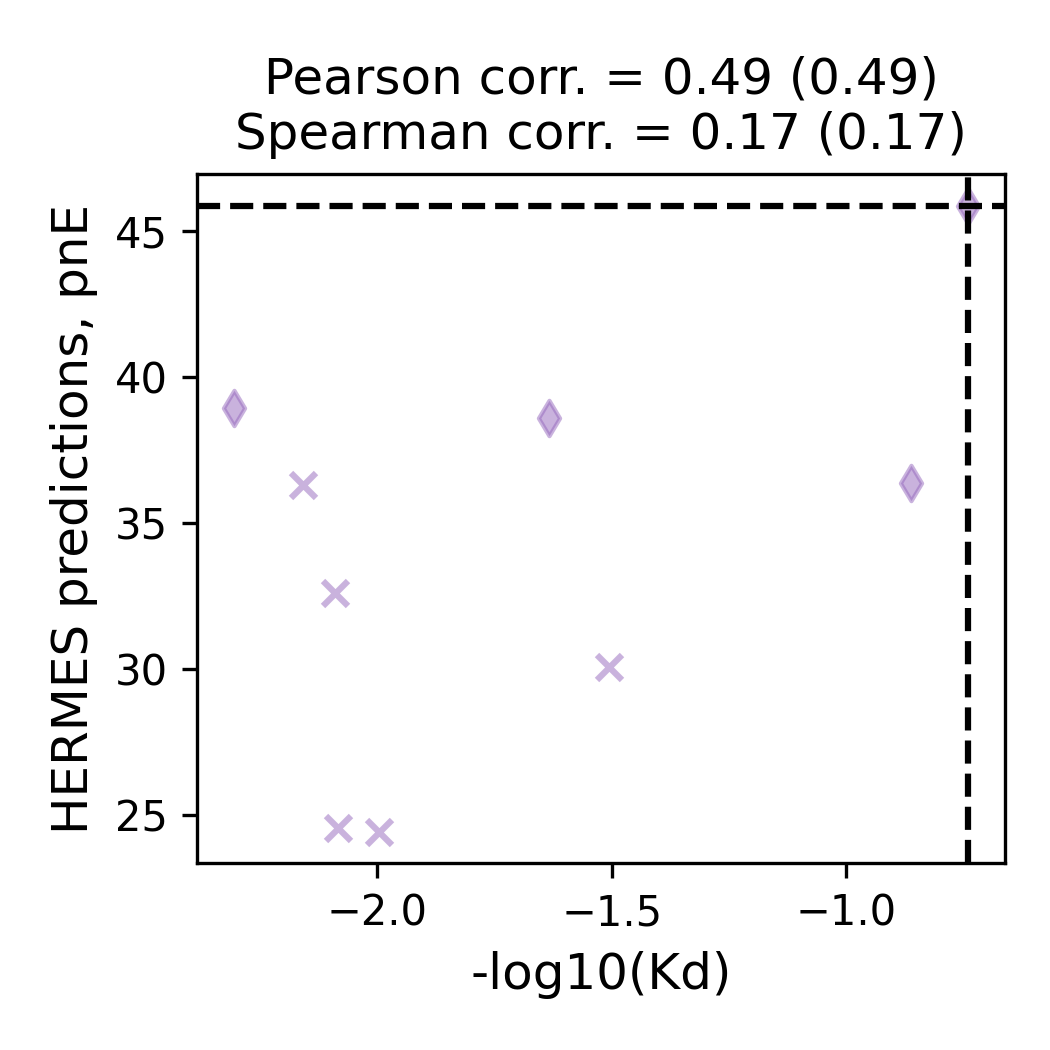 Pearson corr. = 0.49 (0.49)
Spearman corr. = 0.17 (0.17)
HERMES predictions, pnE
45
40
35
30
25
−2.0
−1.5
−1.0
-log10(Kd)